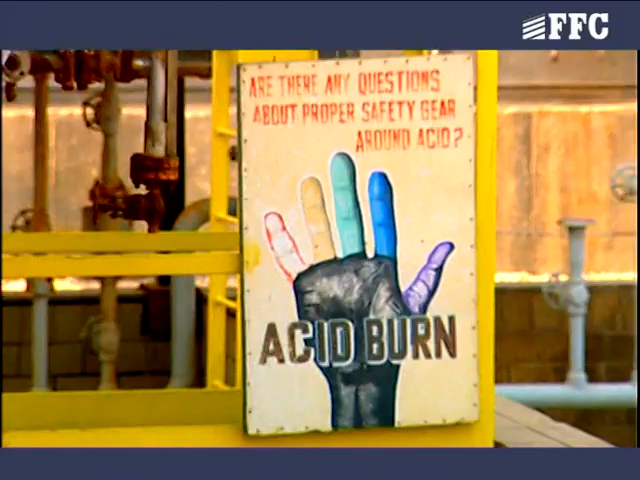 FFC
ARE THERE ANY QUESTIONS
ABOUT PROPER SAFETY GEAR
AROUND ACID?
ACID BURN